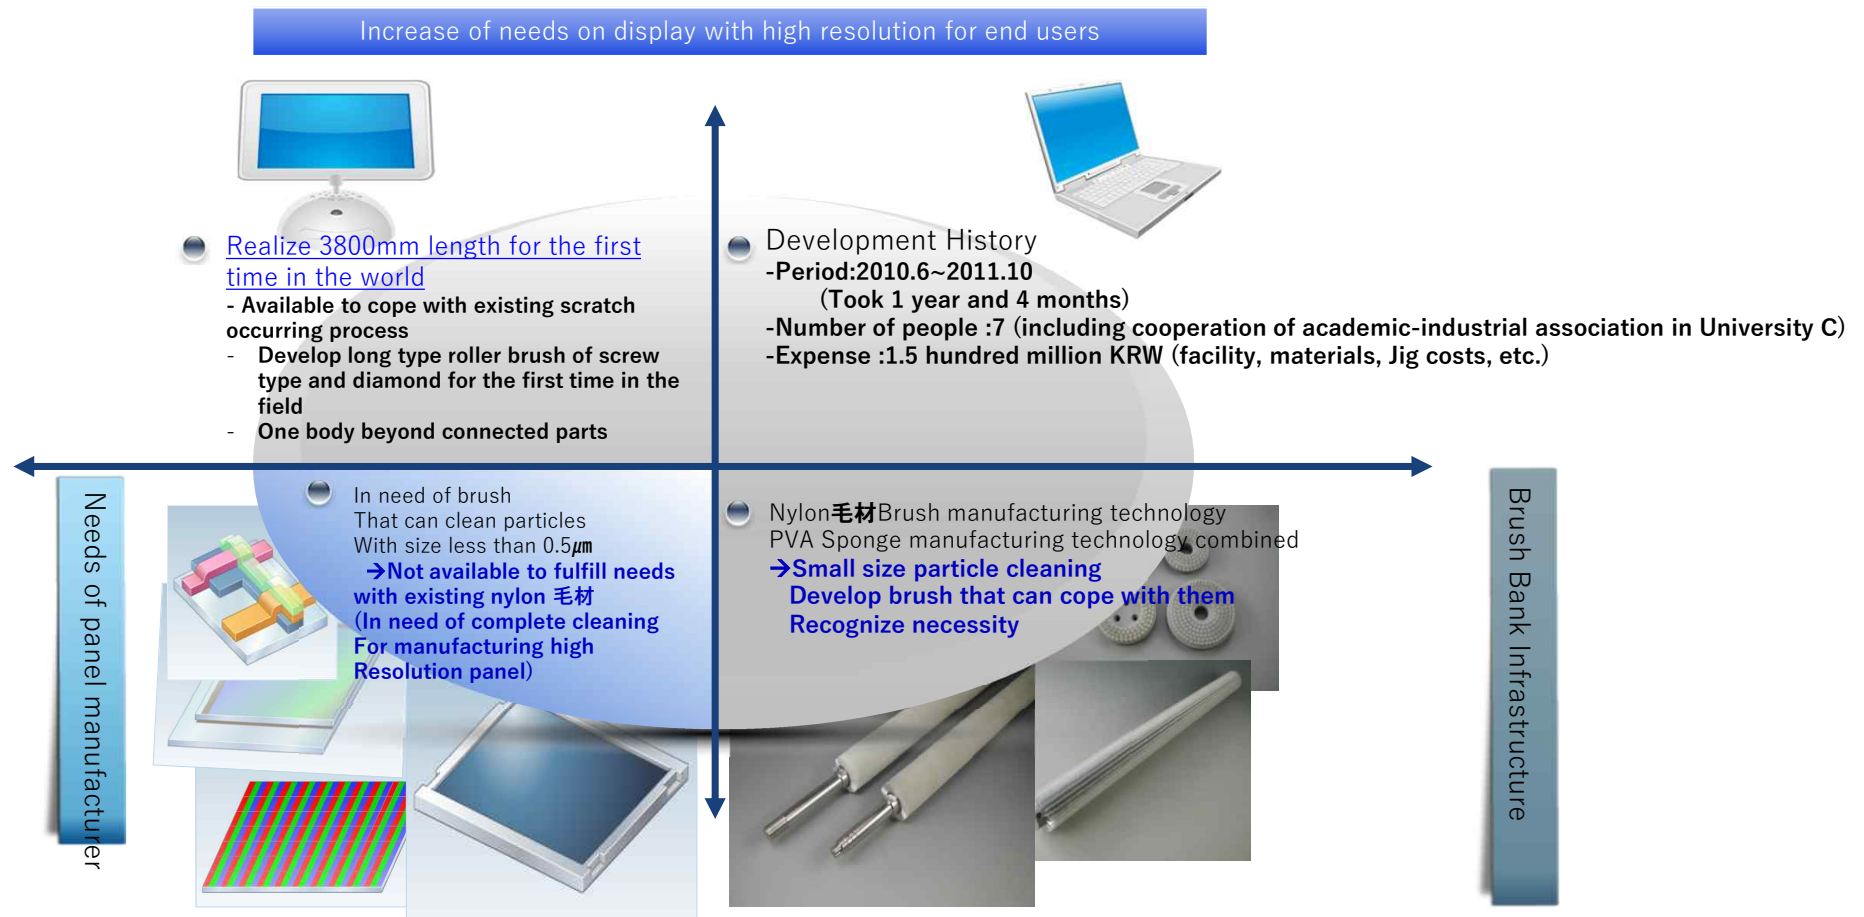 Increase of needs on display with high resolution for end users
Realize 3800mm length for the first
time in the world
- Available to cope with existing scratch
occurring process
- Develop long type roller brush of screw
type and diamond for the first time in the
field
- One body beyond connected parts
Development History
-Period:2010.6~2011.10
(Took 1 year and 4 months)
-Number of people :7 (including cooperation of academic-industrial association in University C)
-Expense :1.5 hundred million KRW (facility, materials, Jig costs, etc.)
Needs of panel manufacturer
In need of brush
That can clean particles
With size less than 0.5㎛
→Not available to fulfill needs
with existing nylon 毛材
(In need of complete cleaning
For manufacturing high
Resolution panel)
Nylon毛材Brush manufacturing technology
PVA Sponge manufacturing technology combined
→Small size particle cleaning
Develop brush that can cope with them
Recognize necessity
Brush Bank Infrastructure